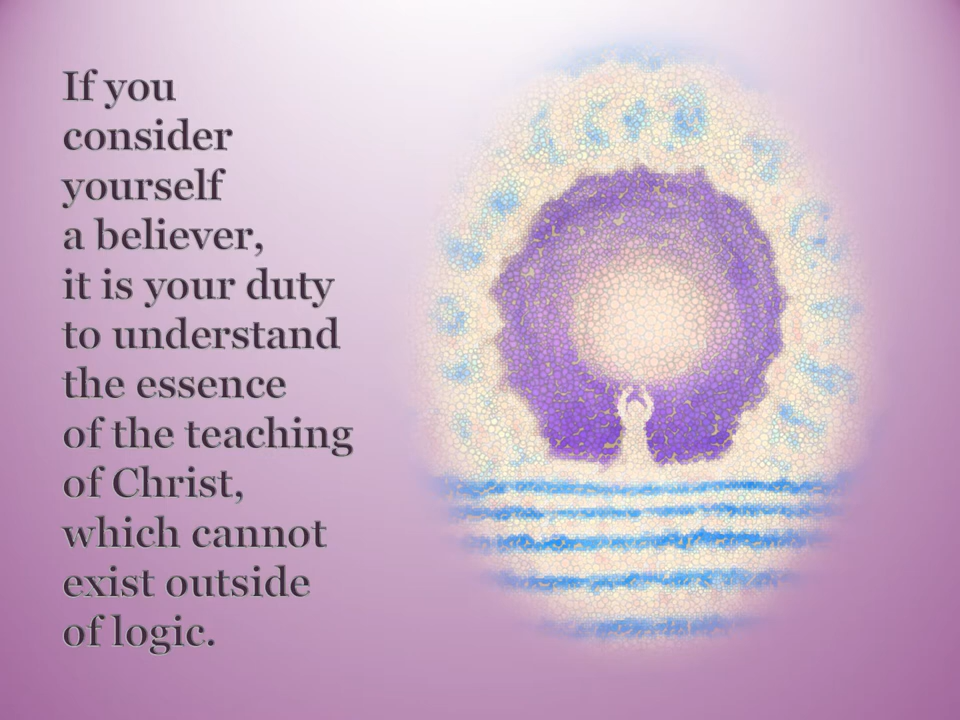 If you
consider
yourself
a believer,
it is your duty
to understand
the essence
of the teaching
of Christ,
which cannot
exist outside
of logic.